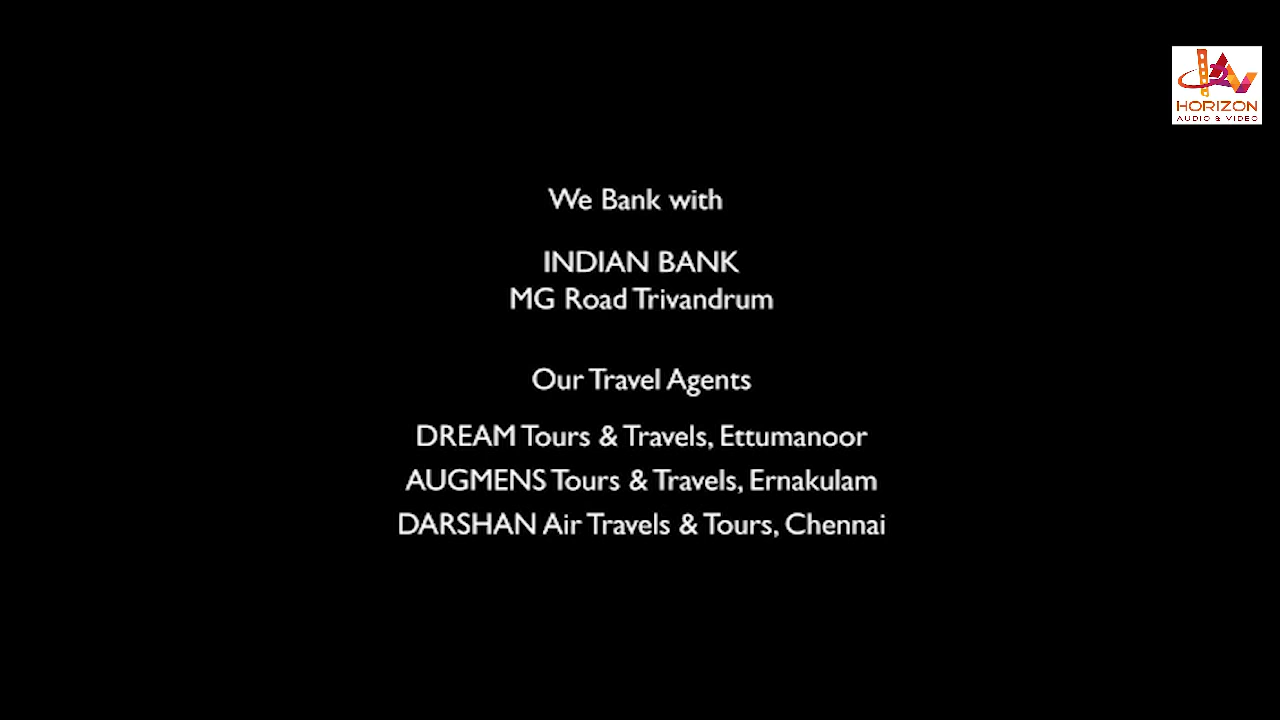 HORIZON
AUDIO & VIDEO
We Bank with
INDIAN BANK
MG Road Trivandrum
Our Travel Agents
DREAM Tours & Travels, Ettumanoor
AUGMENS Tours & Travels, Ernakulam
DARSHAN Air Travels & Tours, Chennai